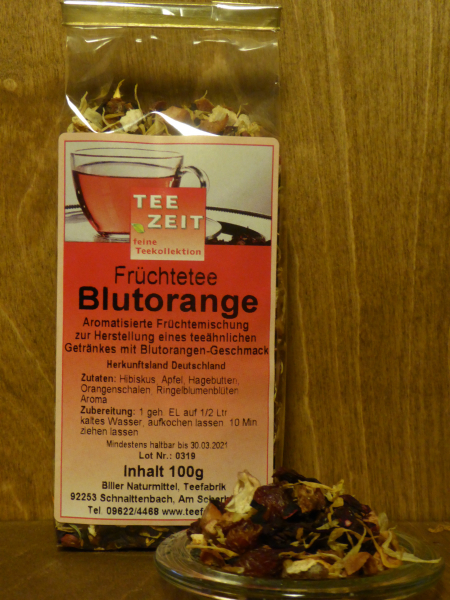 TEE
ZEIT
feine
Teekollektion
Früchtetee
Blutorange
Aromatisierte Früchtemischung
zur Herstellung eines teeähnlichen
Getränkes mit Blutorangen-Geschmack
Herkunftsland Deutschland
Zutaten: Hibiskus, Apfel, Hagebutten,
Orangenschalen, Ringelblumenblüten,
Aroma
Zubereitung: 1 geh. EL auf 1/2 Ltr
kaltes Wasser, aufkochen lassen 10 Min
ziehen lassen
Mindestens haltbar bis 30.03.2021
Lot Nr.: 0319
Inhalt 100g
Biller Naturmittel, Teefabrik
92253 Schnaittenbach, Am
Tel. 09622/4468